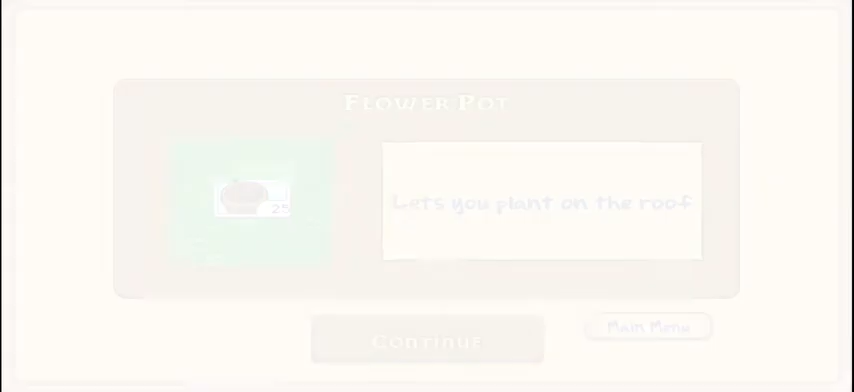 FLOWER POT
25
Lets you plant on the roof
CONTINUE
Main Menu